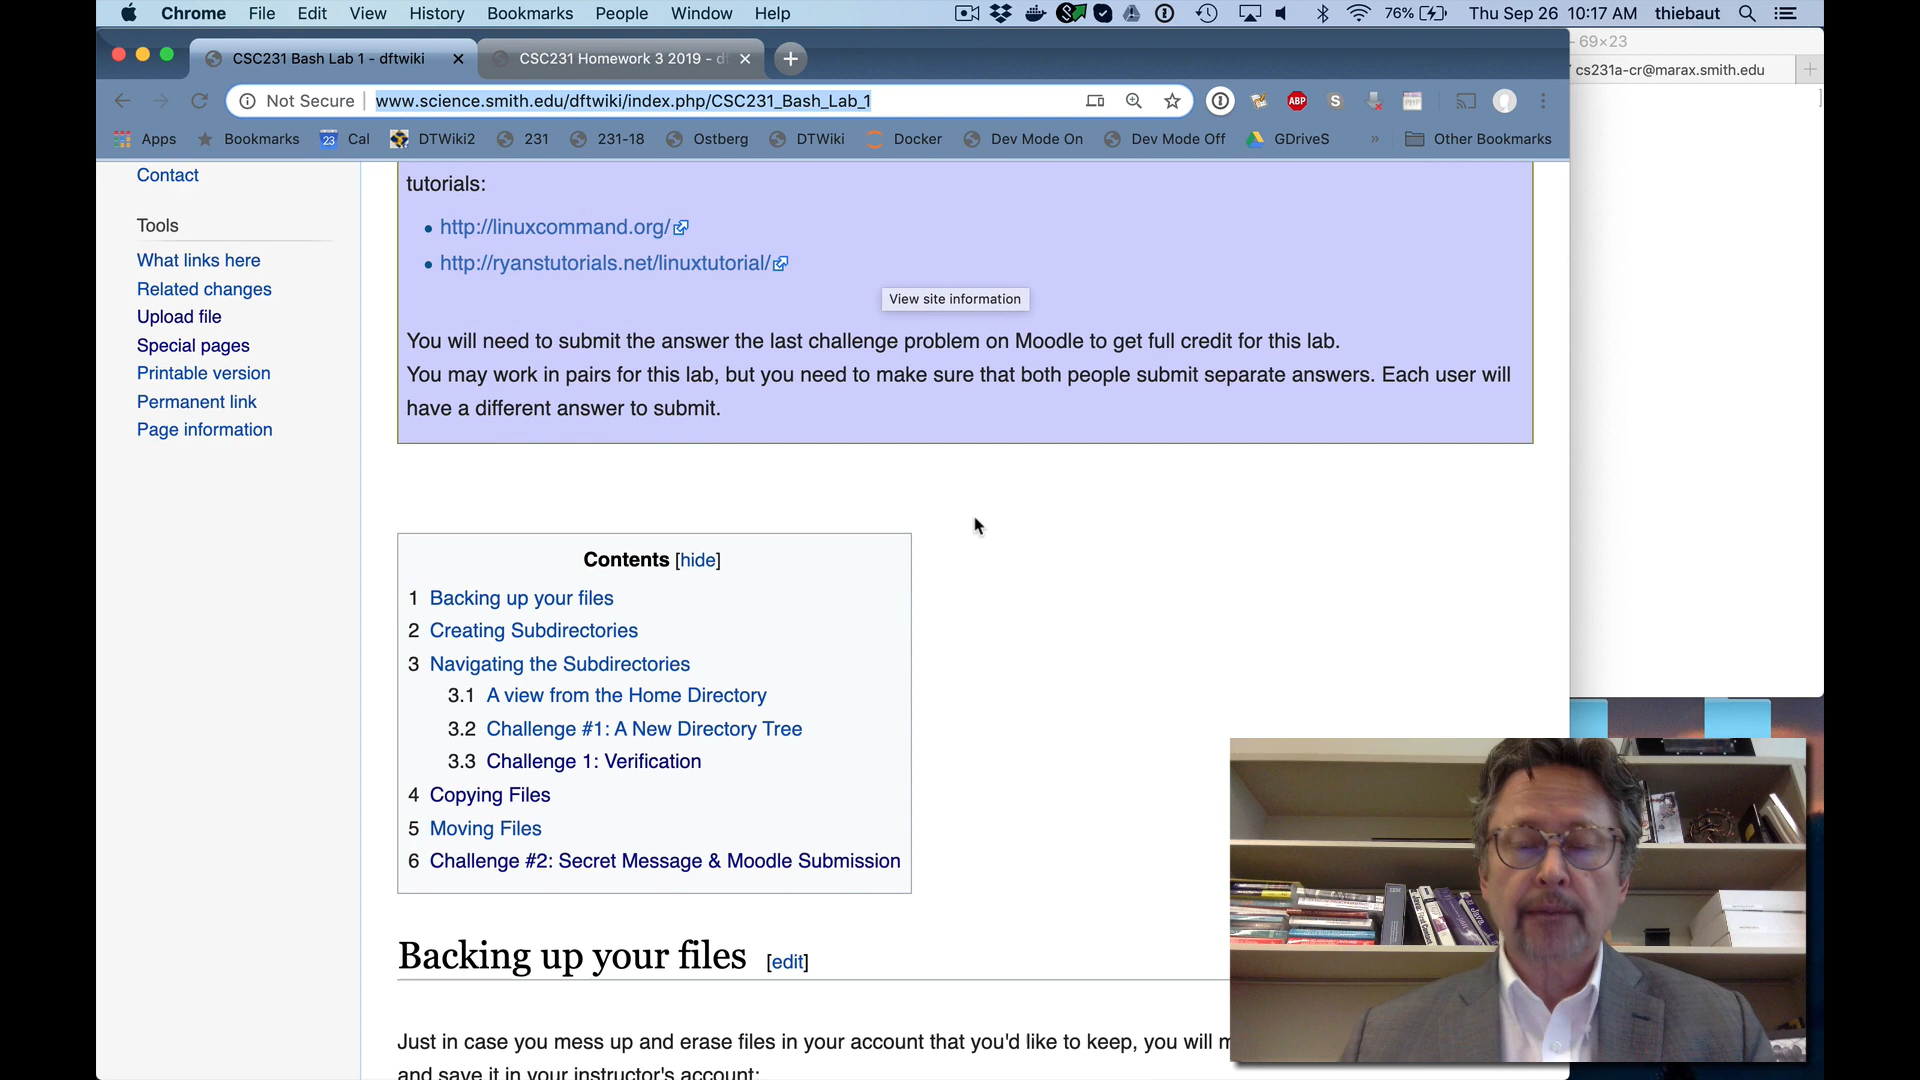 Chrome File Edit View History Bookmarks People Window Help 76% Thu Sep 26 10:17 AM thiebaut
CSC231 Bash Lab 1 - dftwiki CSC231 Homework 3 2019 - d
69×23
cs231a-cr@marax.smith.edu
Not Secure www.science.smith.edu/dftwiki/index.php/CSC231_Bash_Lab_1 ABP S
Apps Bookmarks 23 Cal DTWiki2 231 231-18 Ostberg DTWiki Docker Dev Mode On Dev Mode Off GDriveS » Other Bookmarks
Contact
Tools
What links here
Related changes
Upload file
Special pages
Printable version
Permanent link
Page information
tutorials:
http://linuxcommand.org/
http://ryanstutorials.net/linuxtutorial/
View site information
You will need to submit the answer the last challenge problem on Moodle to get full credit for this lab.
You may work in pairs for this lab, but you need to make sure that both people submit separate answers. Each user will
have a different answer to submit.
Contents [hide]
1 Backing up your files
2 Creating Subdirectories
3 Navigating the Subdirectories
3.1 A view from the Home Directory
3.2 Challenge #1: A New Directory Tree
3.3 Challenge 1: Verification
4 Copying Files
5 Moving Files
6 Challenge #2: Secret Message & Moodle Submission
Backing up your files [edit]
Just in case you mess up and erase files in your account that you'd like to keep, you will
and save it in your instructor's account: